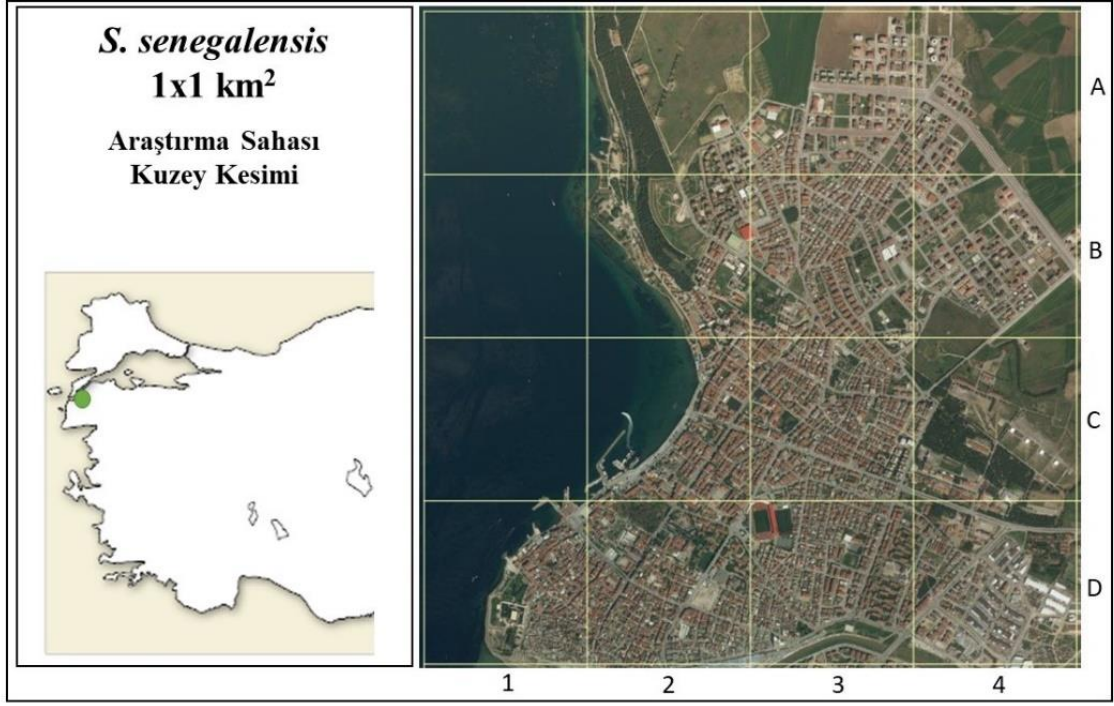 S. senegalensis
1x1 km²
Araştırma Sahası
Kuzey Kesimi
A
B
C
D
1 2 3 4